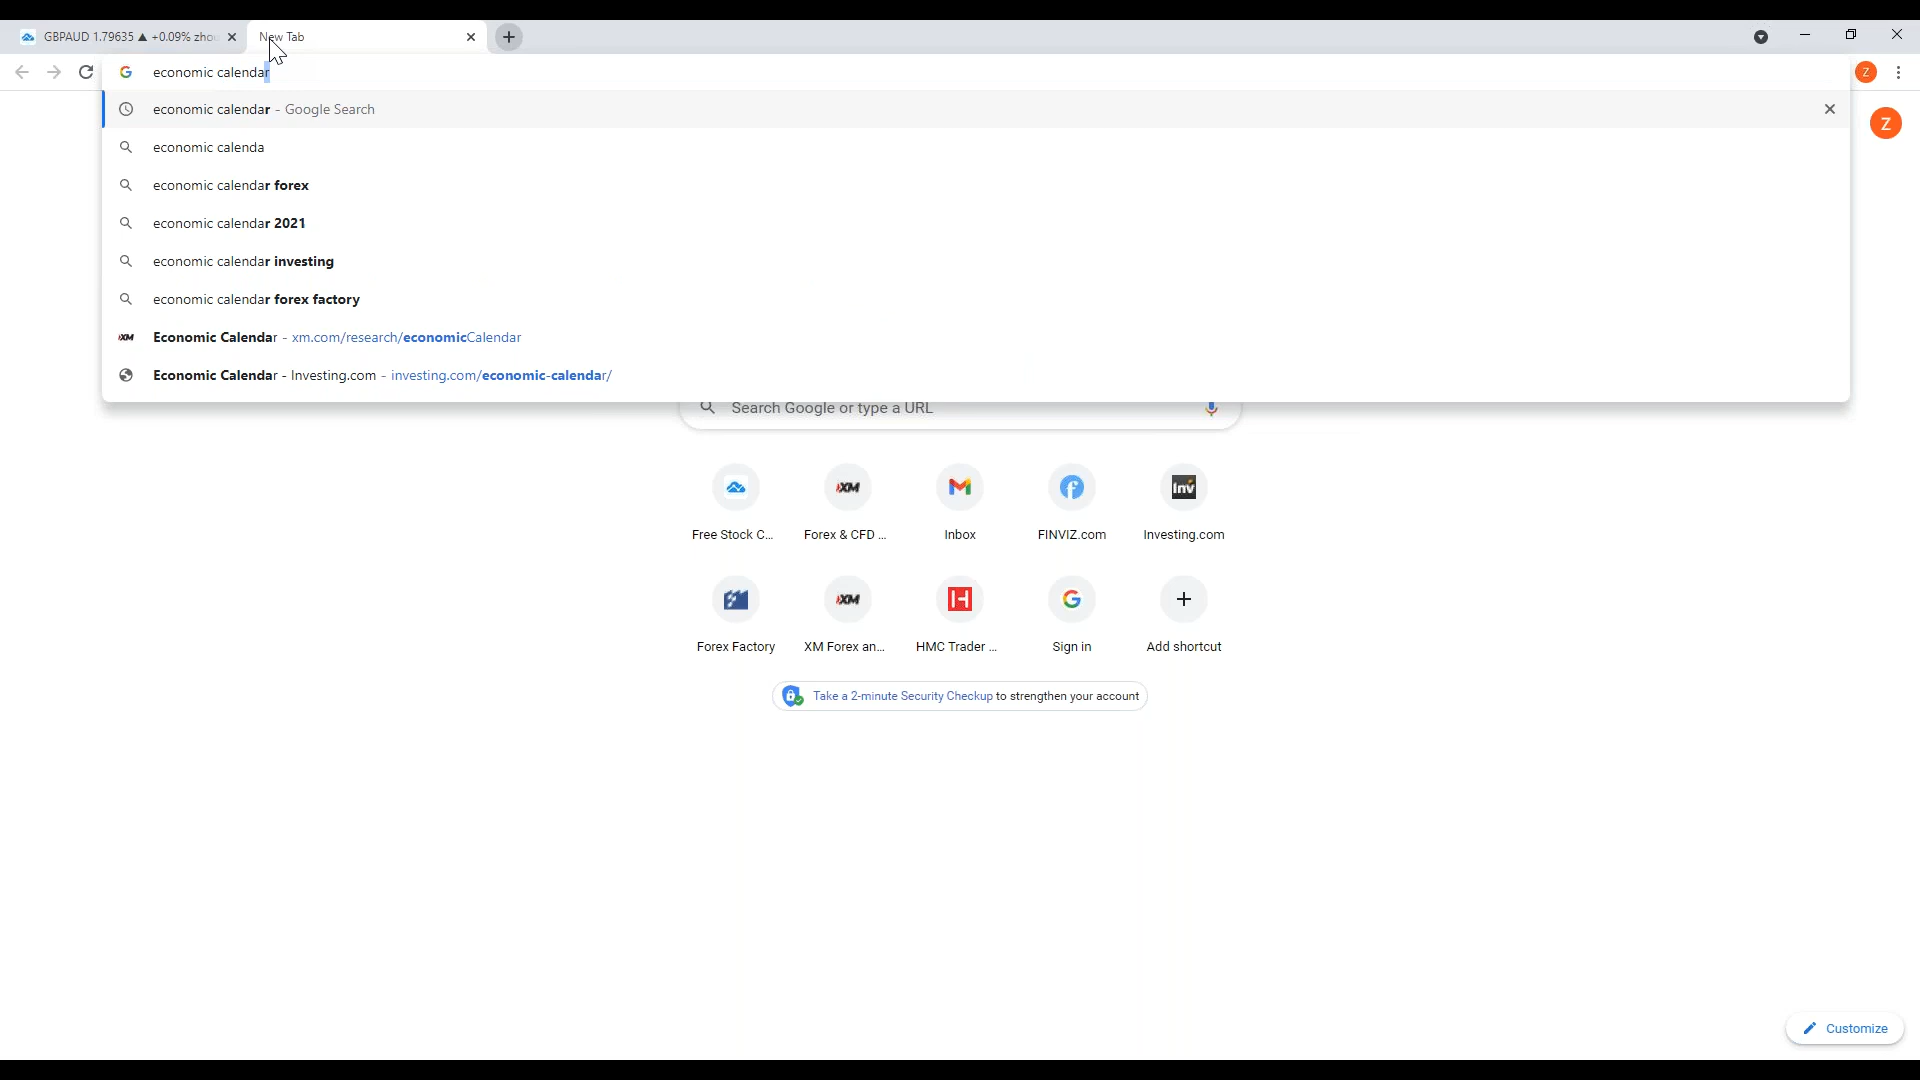 GBPAUD 1.79635 ▲ +0.09% zho
New Tab
economic calendar
Z
economic calendar - Google Search
Z
economic calenda
economic calendar forex
economic calendar 2021
economic calendar investing
economic calendar forex factory
XM Economic Calendar - xm.com/research/economicCalendar
Economic Calendar - Investing.com - investing.com/economic-calendar/
Search Google or type a URL
XM Inv
Free Stock C... Forex & CFD ... Inbox FINVIZ.com Investing.com
XM
Forex Factory XM Forex an... HMC Trader ... Sign in Add shortcut
Take a 2-minute Security Checkup to strengthen your account
Customize